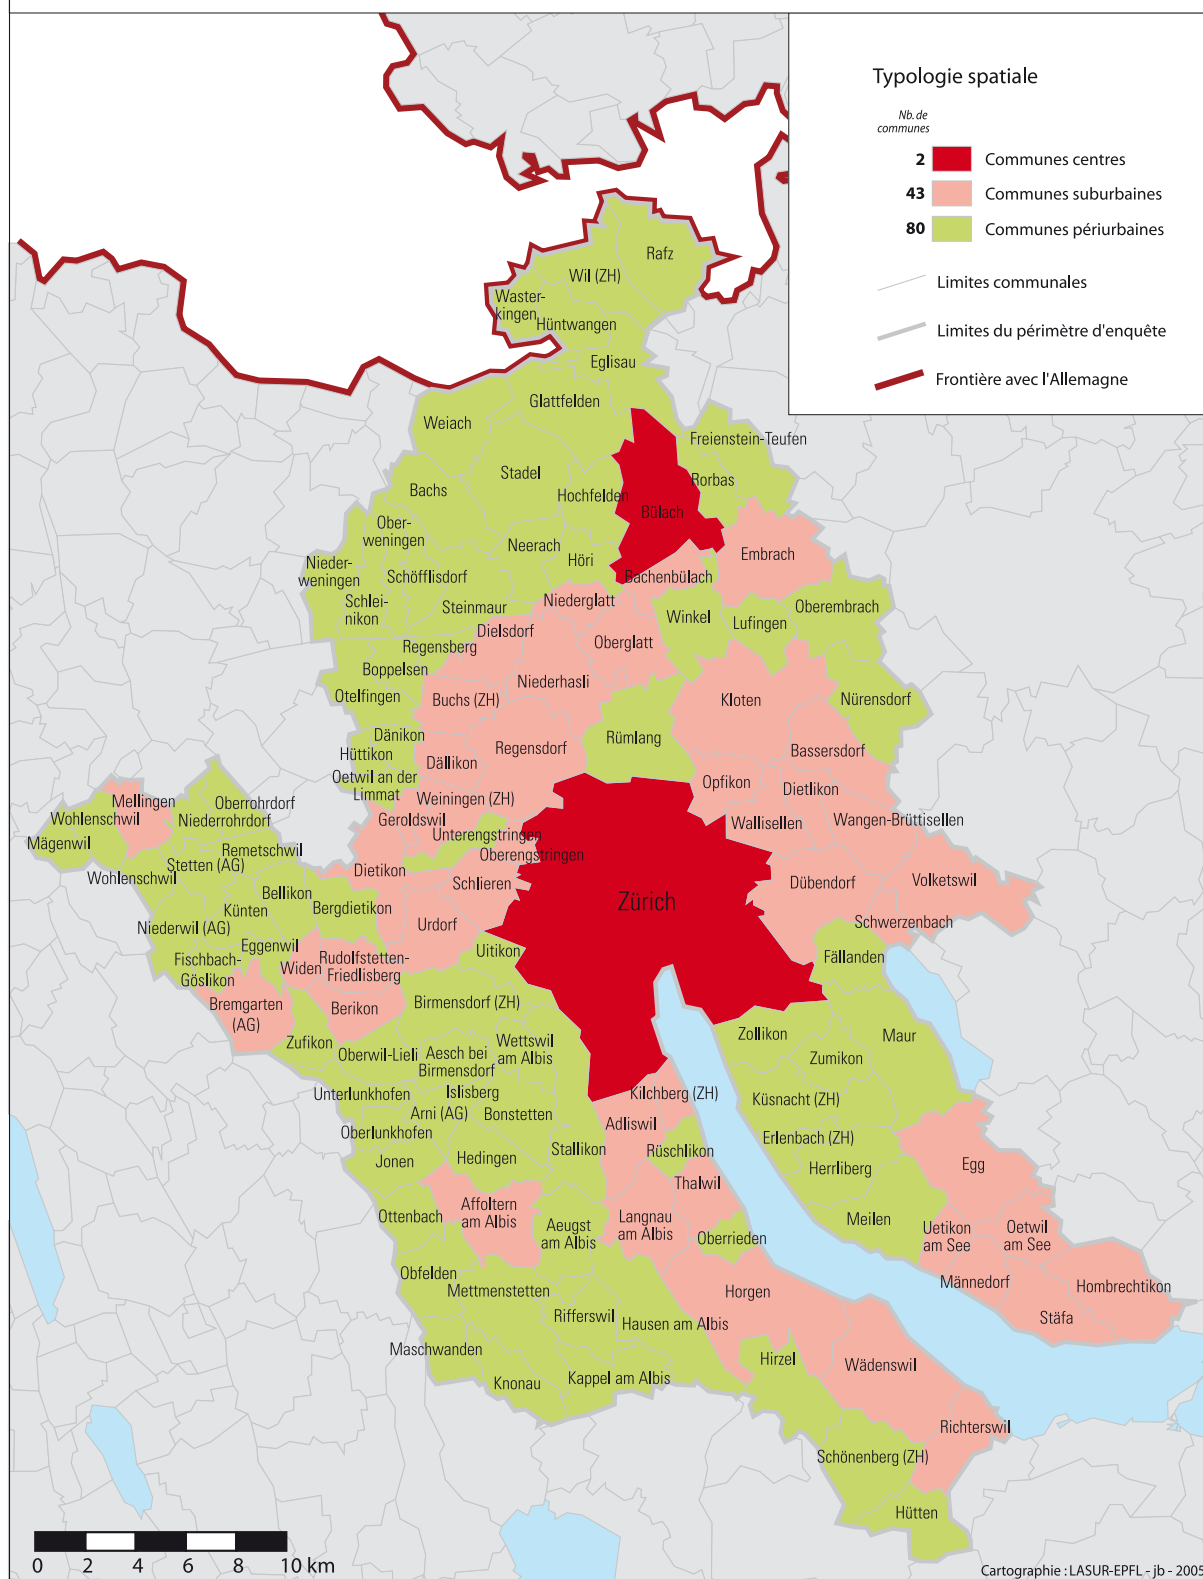 Typologie spatiale
Nb. de
communes
2 Communes centres
43 Communes suburbaines
80 Communes périurbaines
Limites communales
Limites du périmètre d'enquête
Frontière avec l'Allemagne
Rafz
Wil (ZH)
Waster-
kingen
Hüntwangen
Eglisau
Glattfelden
Weiach
Freienstein-Teufen
Stadel
Rorbas
Bachs
Hochfelden
Bülach
Ober-
weningen
Neerach
Höri
Embrach
Nieder-
weningen
Schöfflisdorf
Bachenbülach
Schlei-
nikon
Steinmaur
Niederglatt
Winkel
Lufingen
Oberembrach
Dielsdorf
Oberglatt
Regensberg
Boppelsen
Niederhasli
Otelfingen
Buchs (ZH)
Kloten
Nürensdorf
Dänikon
Rümlang
Hüttikon
Regensdorf
Bassersdorf
Dällikon
Oetwil an der
Limmat
Opfikon
Dietlikon
Mellingen
Oberrohrdorf
Weiningen (ZH)
Wohlenschwil
Niederrohrdorf
Geroldswil
Unterengstringen
Wallisellen
Wangen-Brüttisellen
Mägenwil
Remetschwil
Oberengstringen
Stetten (AG)
Dietikon
Wohlenschwil
Bellikon
Schlieren
Dübendorf
Volketswil
Künten
Bergdietikon
Zürich
Niederwil (AG)
Urdorf
Schwerzenbach
Eggenwil
Uitikon
Fischbach-
Göslikon
Widen
Rudolfstetten-
Friedlisberg
Fällanden
Bremgarten
(AG)
Berikon
Birmensdorf (ZH)
Zufikon
Oberwil-Lieli
Aesch bei
Birmensdorf
Wettswil
am Albis
Zollikon
Maur
Zumikon
Unterlunkhofen
Islisberg
Kilchberg (ZH)
Küsnacht (ZH)
Arni (AG)
Bonstetten
Adliswil
Oberlunkhofen
Erlenbach (ZH)
Stallikon
Rüschlikon
Jonen
Hedingen
Herrliberg
Egg
Thalwil
Affoltern
am Albis
Ottenbach
Aeugst
am Albis
Langnau
am Albis
Meilen
Oberrieden
Uetikon
am See
Oetwil
am See
Obfelden
Mettmenstetten
Horgen
Männedorf
Hombrechtikon
Rifferswil
Hausen am Albis
Stäfa
Maschwanden
Hirzel
Wädenswil
Knonau
Kappel am Albis
Richterswil
Schönenberg (ZH)
Hütten
0 2 4 6 8 10 km
Cartographie : LASUR-EPFL - jb - 2005